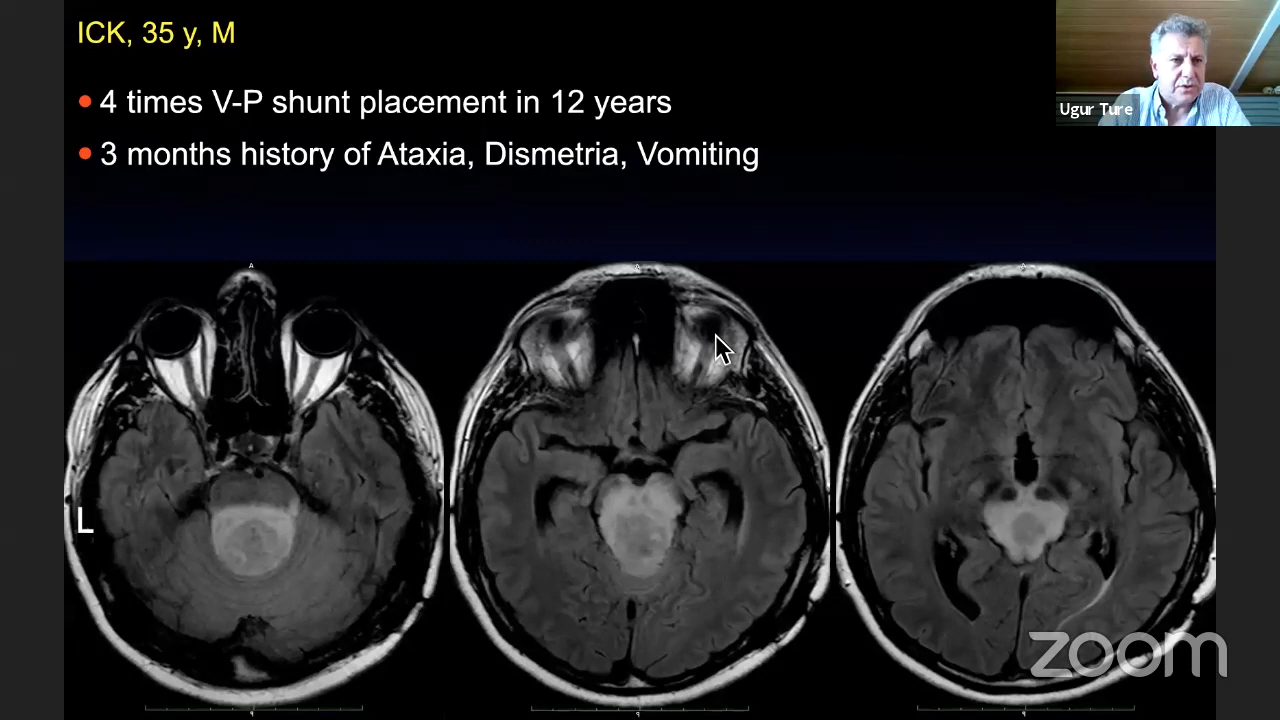 ICK, 35 y, M
Ugur Ture
• 4 times V-P shunt placement in 12 years
• 3 months history of Ataxia, Dismetria, Vomiting
A
A
A
L
zoom